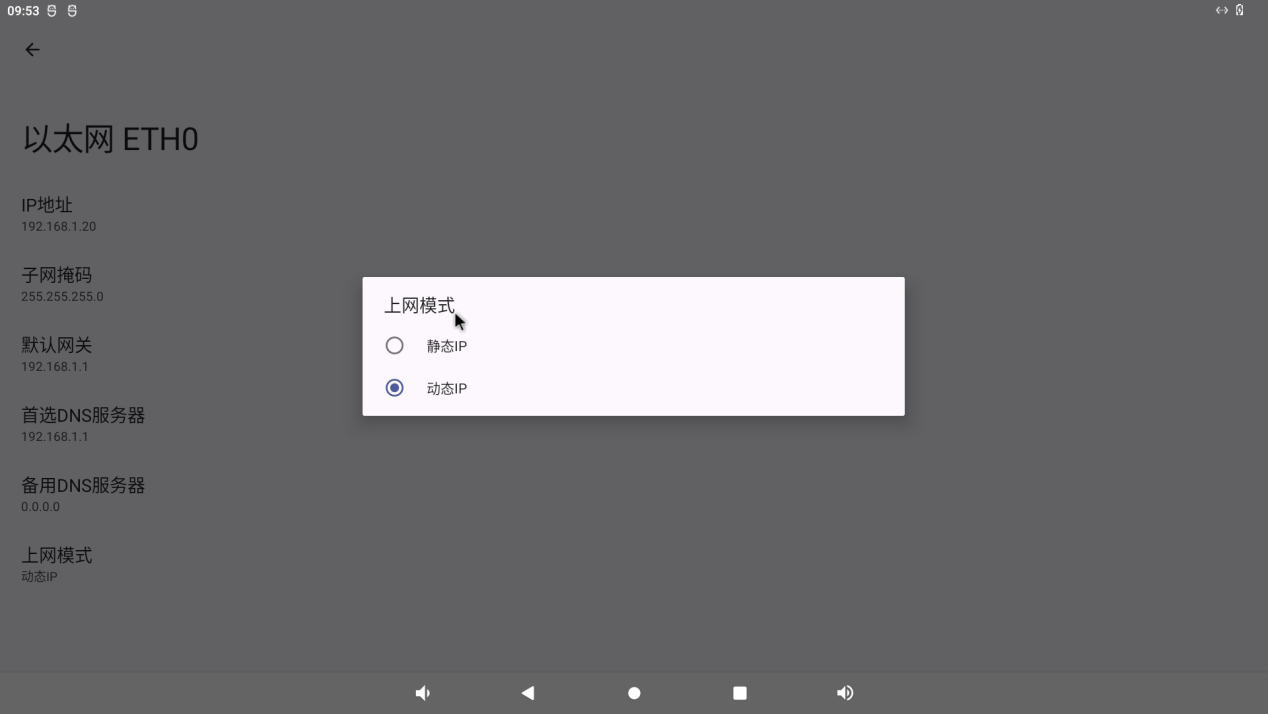 09:53
以太网 ETH0
IP地址
192.168.1.20
子网掩码
255.255.255.0
默认网关
192.168.1.1
首选DNS服务器
192.168.1.1
备用DNS服务器
0.0.0.0
上网模式
动态IP
上网模式
静态IP
动态IP